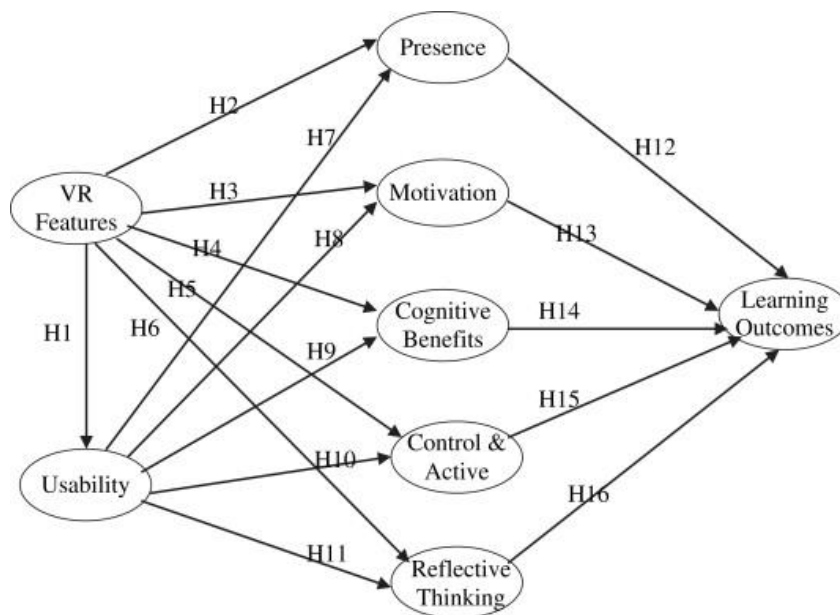 Presence
H2
H7
H12
VR
Features
H3
Motivation
H4
H8
H13
H5
H6
Cognitive
Benefits
H14
Learning
Outcomes
H1
H9
H15
Control &
Active
H10
Usability
H16
H11
Reflective
Thinking